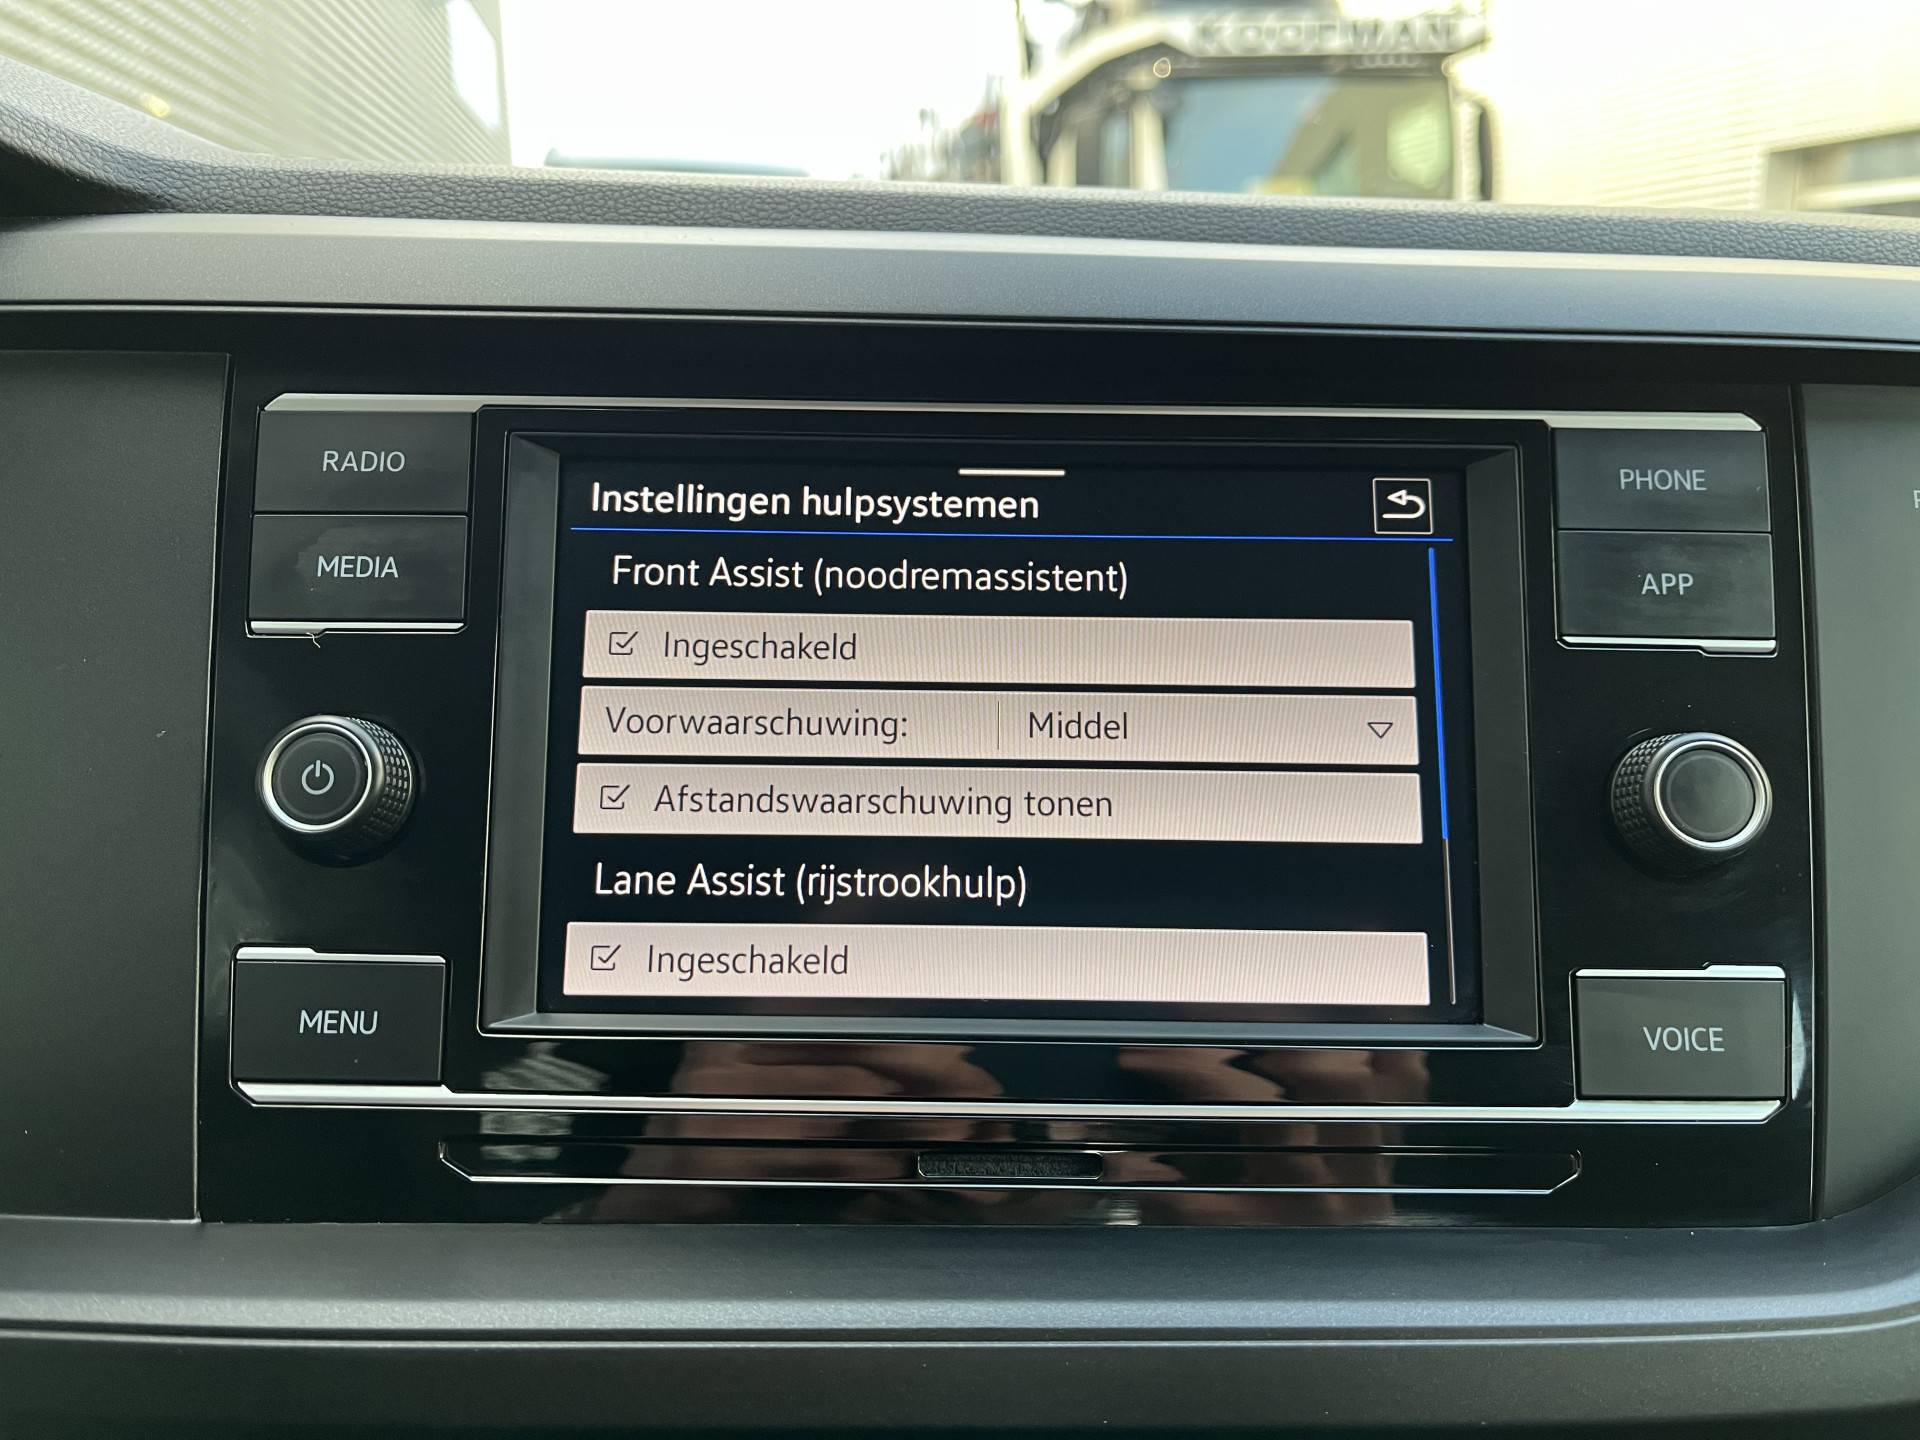 KOOPMAN
RADIO
MEDIA
MENU
Instellingen hulpsystemen
Front Assist (noodremassistent)
Ingeschakeld
Voorwaarschuwing: Middel
Afstandswaarschuwing tonen
Lane Assist (rijstrookhulp)
Ingeschakeld
PHONE
APP
VOICE